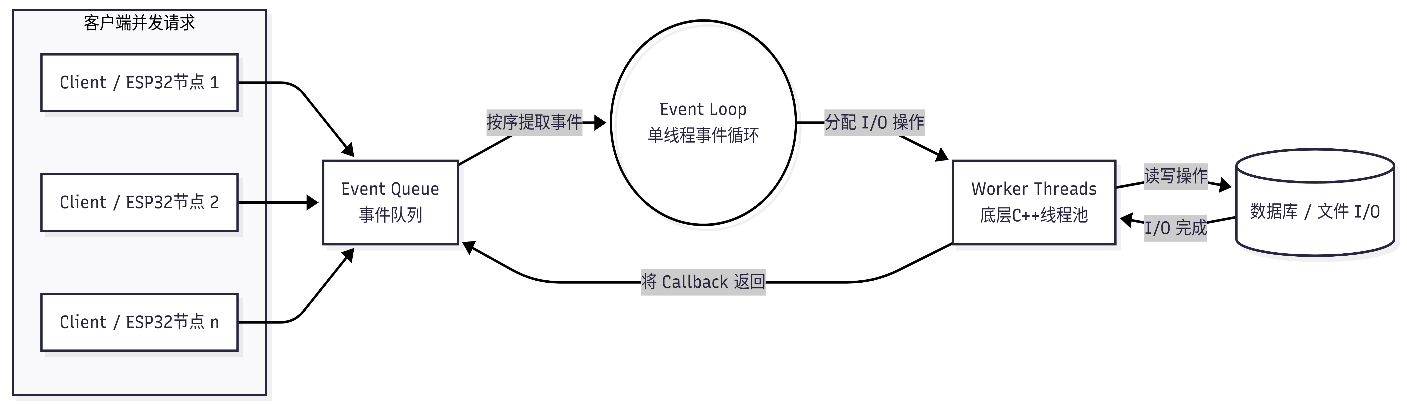 客户端并发请求
Client / ESP32节点 1
Client / ESP32节点 2
Client / ESP32节点 n
Event Queue
事件队列
按序提取事件
Event Loop
单线程事件循环
分配 I/O 操作
Worker Threads
底层C++线程池
读写操作
I/O 完成
数据库 / 文件 I/O
将 Callback 返回